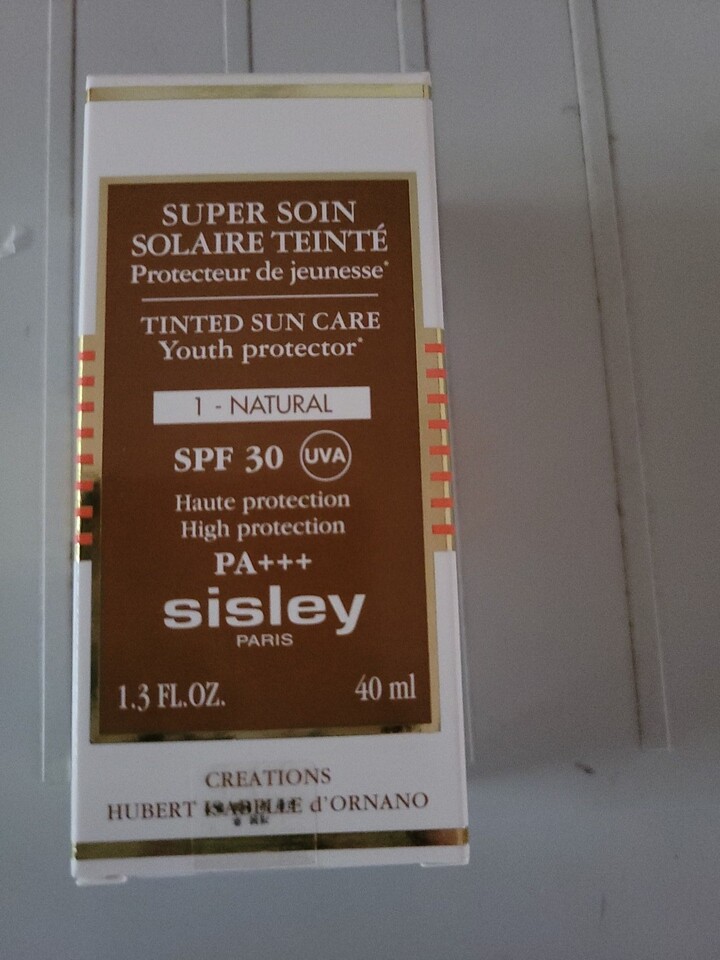 SUPER SOIN
SOLAIRE TEINTÉ
Protecteur de jeunesse*
TINTED SUN CARE
Youth protector*
1 - NATURAL
SPF 30 UVA
Haute protection
High protection
PA+++
sisley
PARIS
1.3 FL.OZ. 40 ml
CREATIONS
HUBERT ISABELLE d'ORNANO